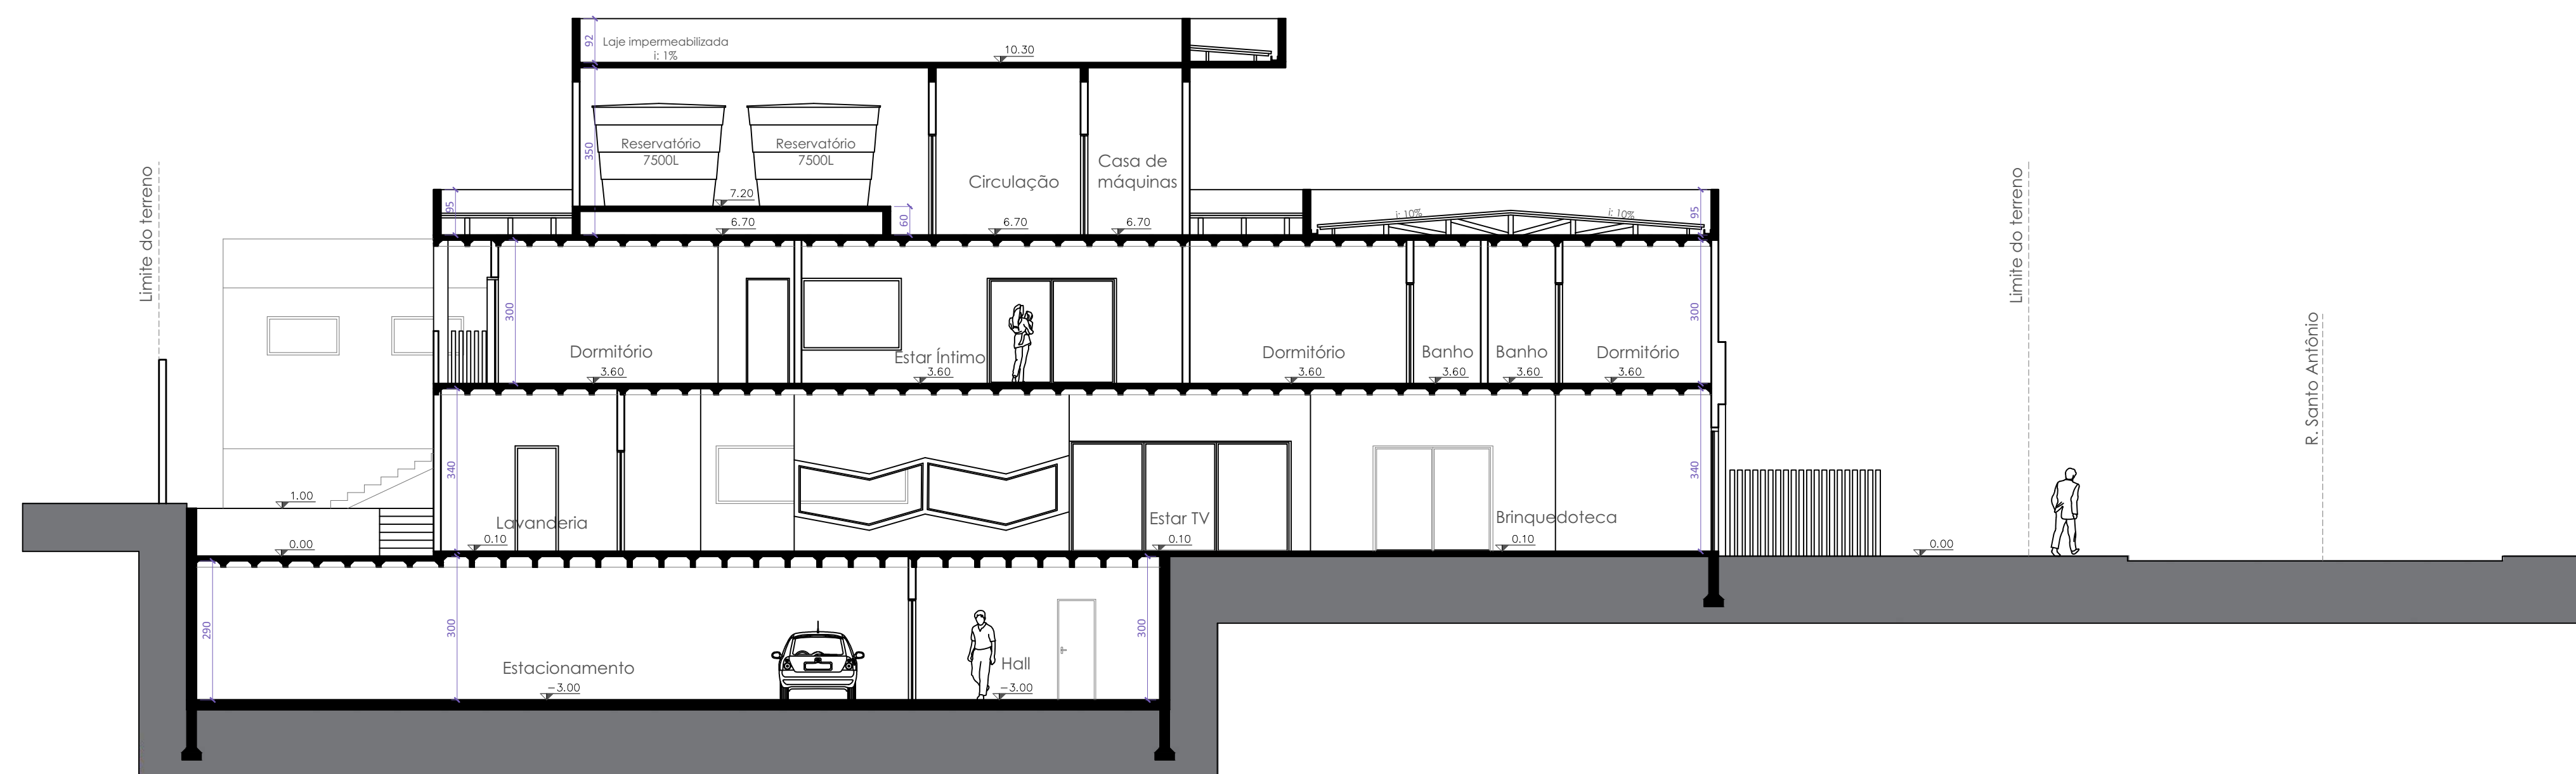 92
Laje impermeabilizada
i: 1%
10.30
350
Reservatório
7500L
Reservatório
7500L
Circulação
Casa de
máquinas
7.20
6.70
60
6.70
6.70
95
i: 10%
i: 10%
95
Limite do terreno
Limite do terreno
R. Santo Antônio
300
Dormitório
3.60
Estar Íntimo
3.60
Dormitório
3.60
Banho
3.60
Banho
3.60
Dormitório
3.60
300
340
1.00
0.00
Lavanderia
0.10
Estar TV
0.10
Brinquedoteca
0.10
340
0.00
290
300
Estacionamento
-3.00
Hall
-3.00
300